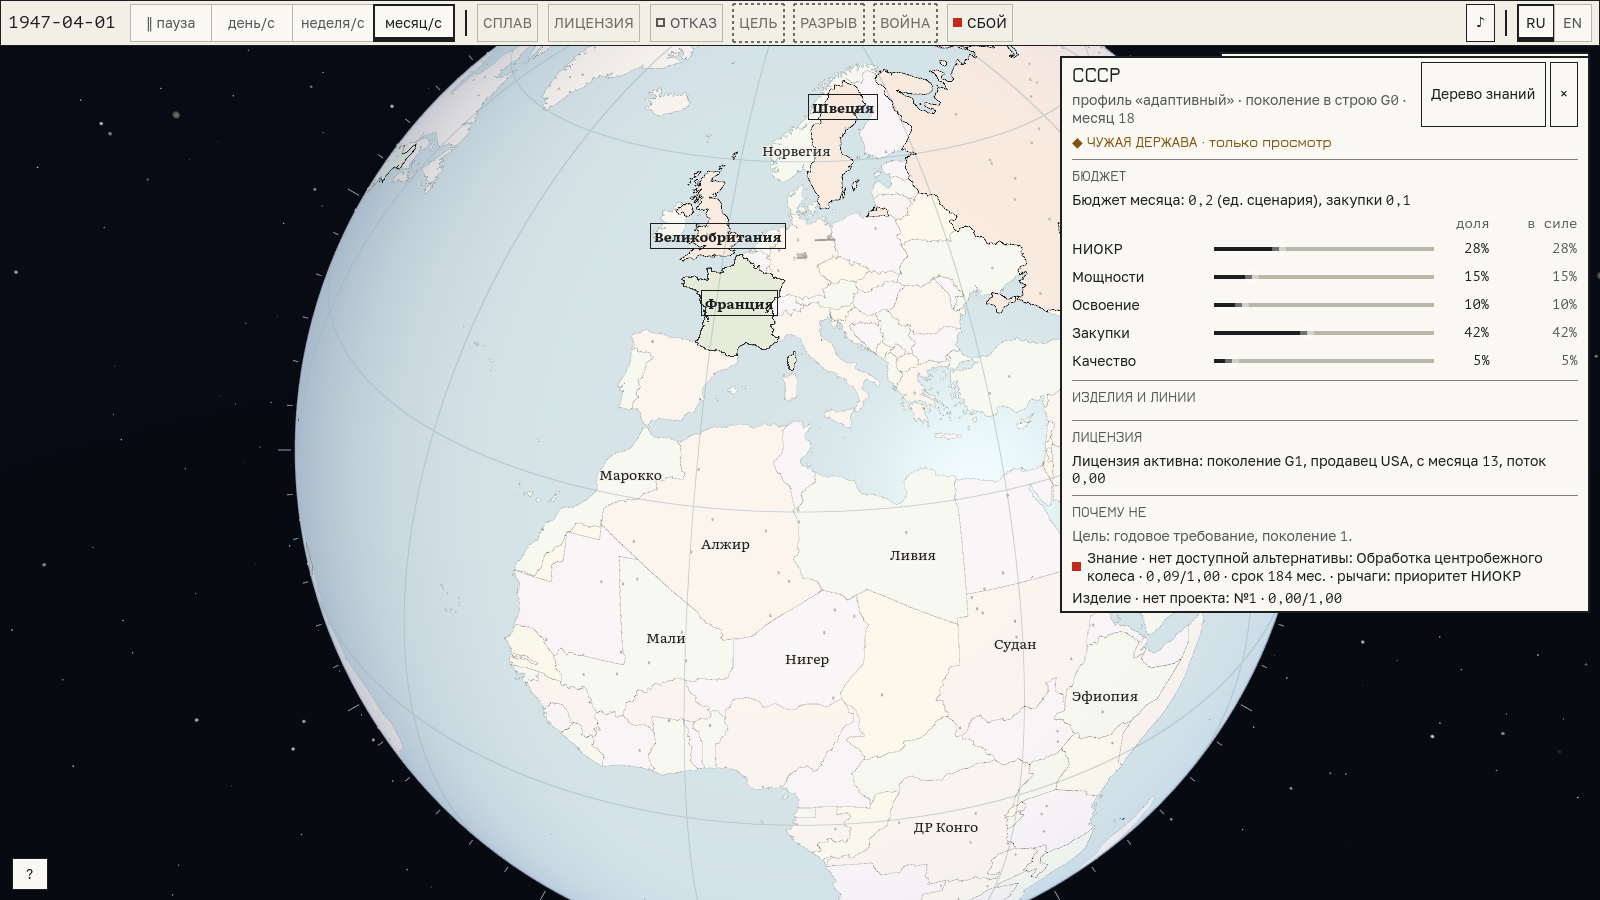 1947-04-01
‖ пауза
день/с
неделя/с
месяц/с
СПЛАВ
ЛИЦЕНЗИЯ
ОТКАЗ
ЦЕЛЬ
РАЗРЫВ
ВОЙНА
СБОЙ
♪
RU
EN
СССР
профиль «адаптивный» · поколение в строю G0 ·
месяц 18
Дерево знаний
×
◆ ЧУЖАЯ ДЕРЖАВА · только просмотр
БЮДЖЕТ
Бюджет месяца: 0,2 (ед. сценария), закупки 0,1
доля в силе
НИОКР 28% 28%
Мощности 15% 15%
Освоение 10% 10%
Закупки 42% 42%
Качество 5% 5%
ИЗДЕЛИЯ И ЛИНИИ
ЛИЦЕНЗИЯ
Лицензия активна: поколение G1, продавец USA, с месяца 13, поток
0,00
ПОЧЕМУ НЕ
Цель: годовое требование, поколение 1.
Знание · нет доступной альтернативы: Обработка центробежного
колеса · 0,09/1,00 · срок 184 мес. · рычаги: приоритет НИОКР
Изделие · нет проекта: №1 · 0,00/1,00
Швеция
Норвегия
Великобритания
Франция
Марокко
Алжир
Ливия
Мали
Нигер
Судан
Эфиопия
ДР Конго
?